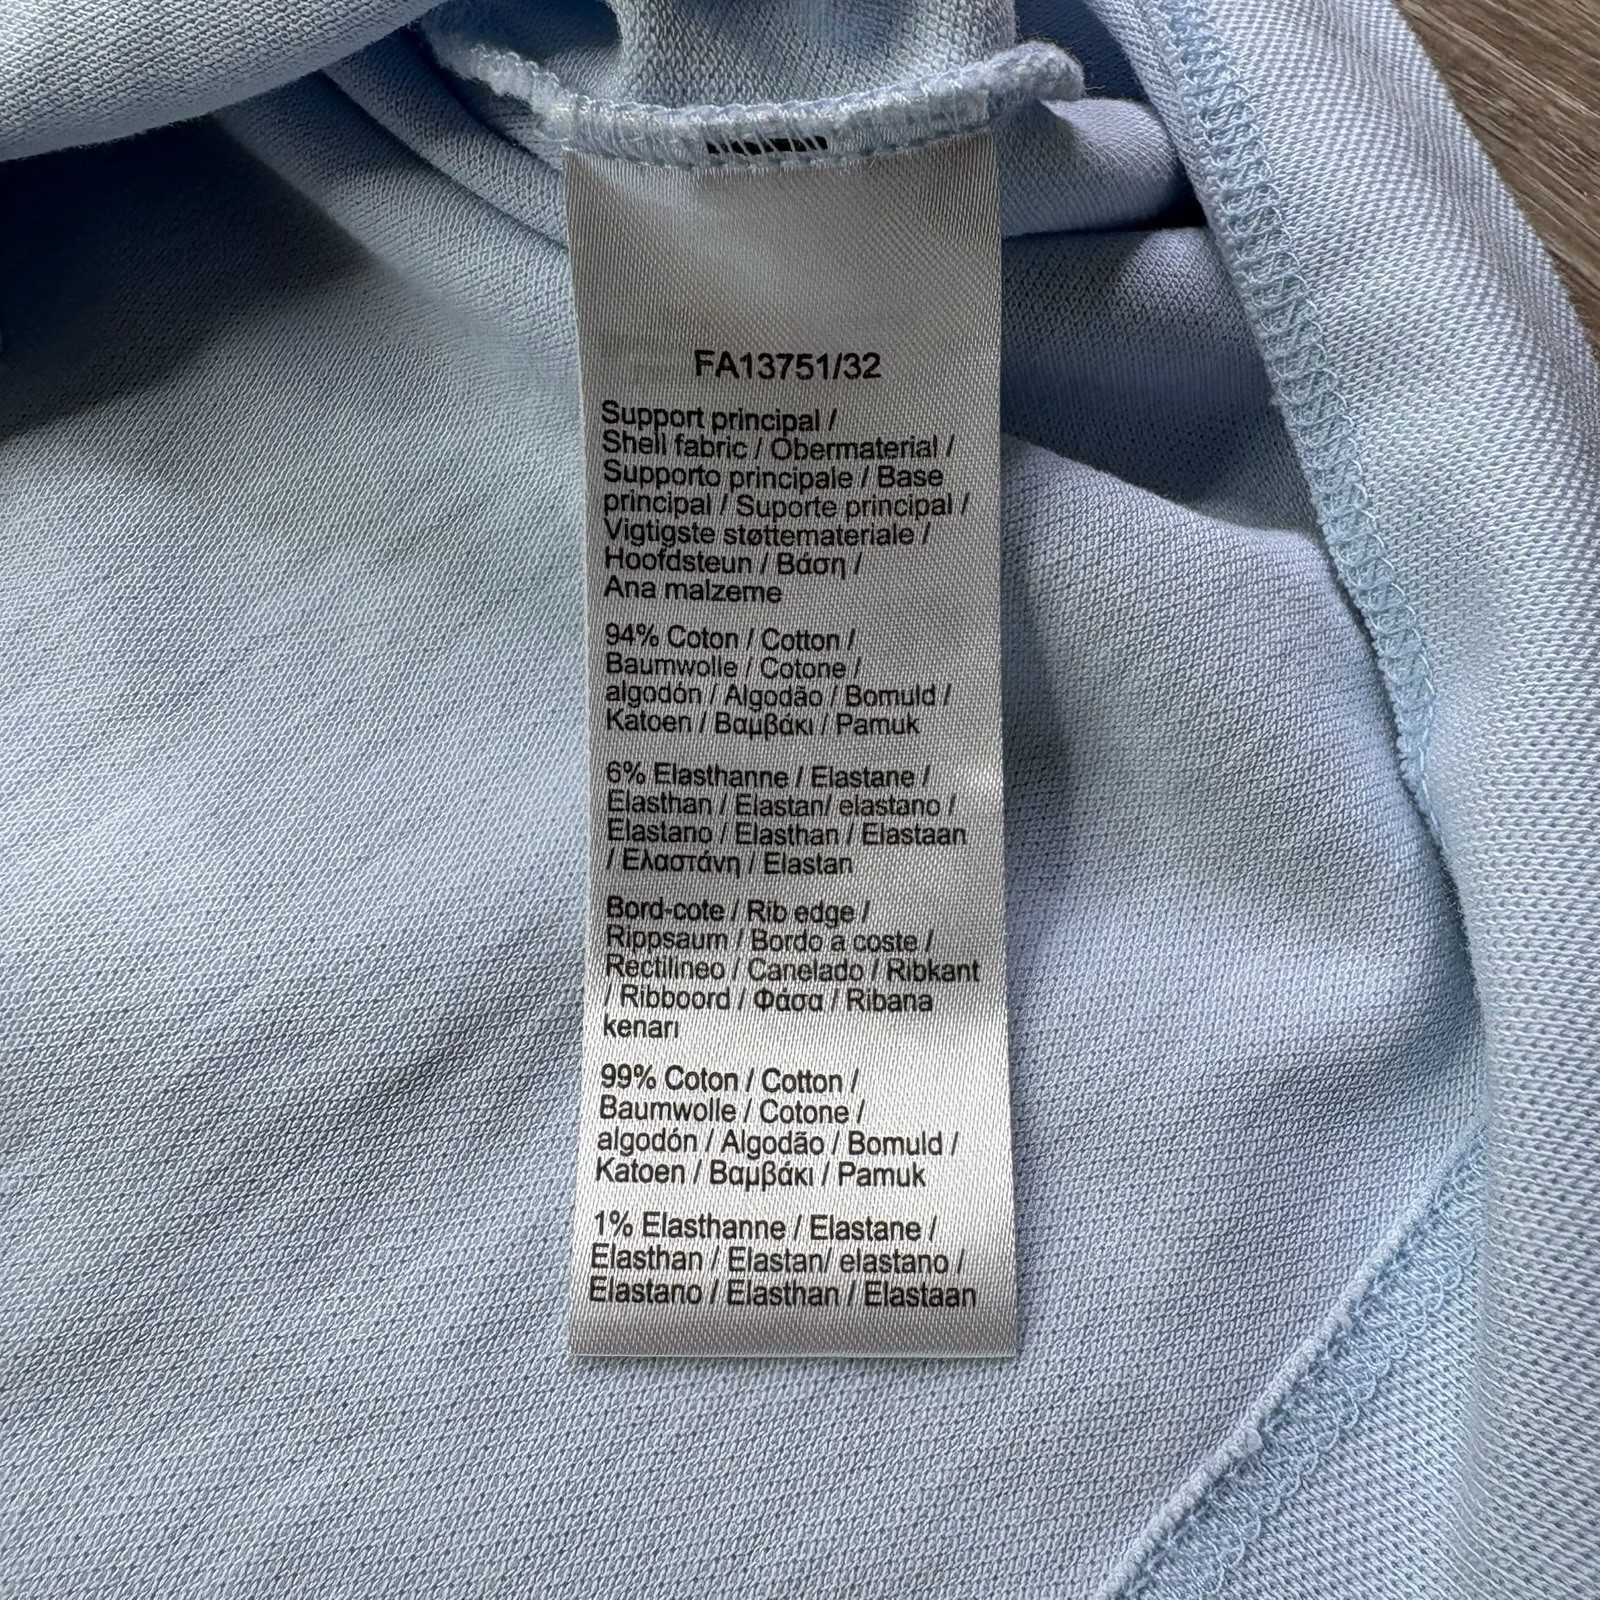 FA13751/32
Support principal /
Shell fabric / Obermaterial /
Supporto principale / Base
principal / Suporte principal /
Vigtigste støttemateriale /
Hoofdsteun / Βάση /
Ana malzeme
94% Coton / Cotton /
Baumwolle / Cotone /
algodón / Algodão / Bomuld /
Katoen / Βαμβάκι / Pamuk
6% Elasthanne / Elastane /
Elasthan / Elastan/ elastano /
Elastano / Elasthan / Elastaan
/ Ελαστάνη / Elastan
Bord-cote / Rib edge /
Rippsaum / Bordo a coste /
Rectilineo / Canelado / Ribkant
/ Ribboord / Φάσα / Ribana
kenarı
99% Coton / Cotton /
Baumwolle / Cotone /
algodón / Algodão / Bomuld /
Katoen / Βαμβάκι / Pamuk
1% Elasthanne / Elastane /
Elasthan / Elastan/ elastano /
Elastano / Elasthan / Elastaan